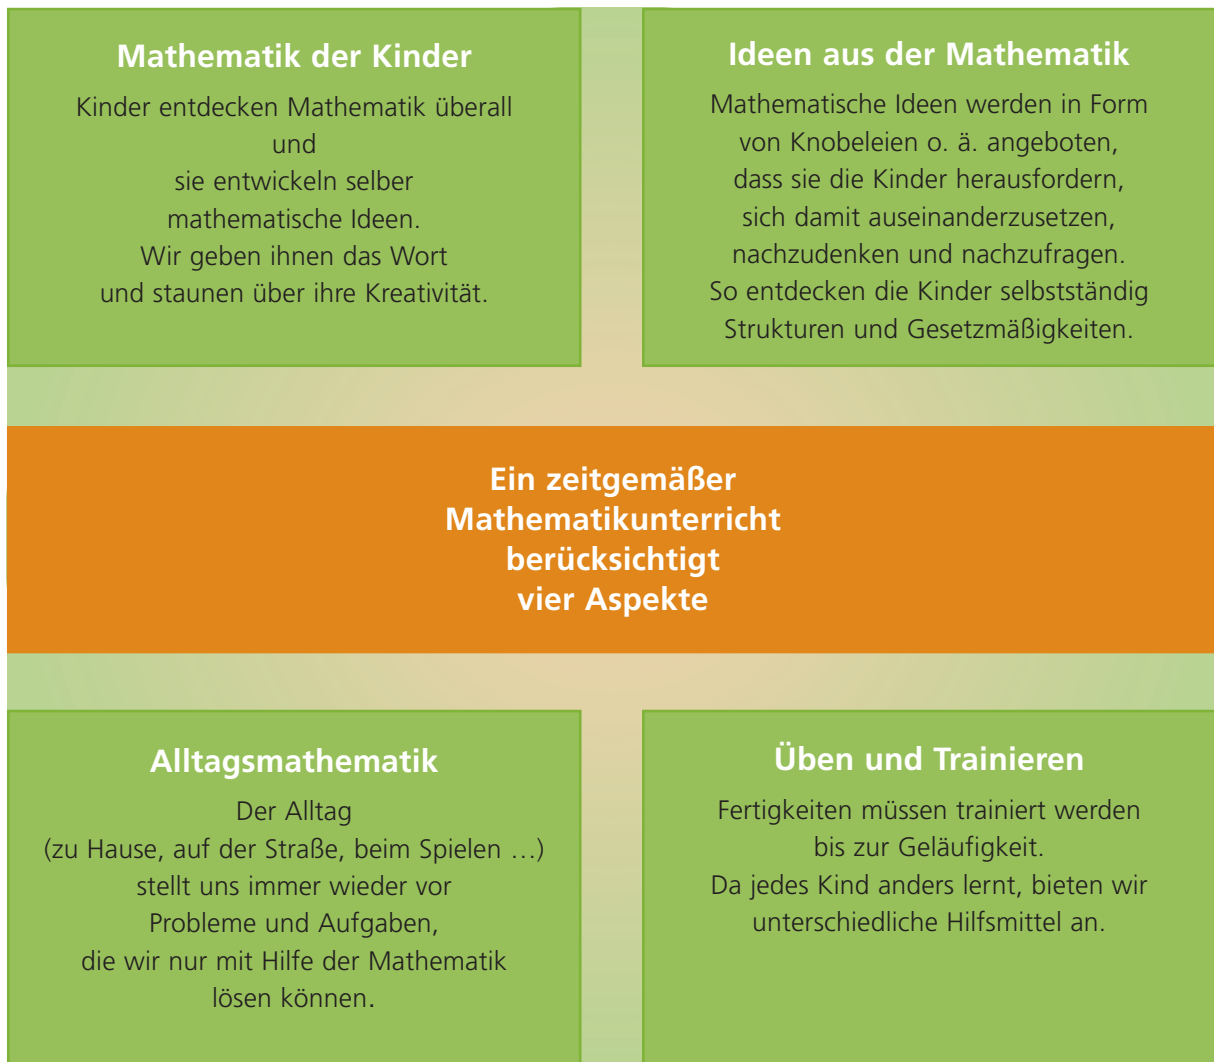 Mathematik der Kinder
Kinder entdecken Mathematik überall
und
sie entwickeln selber
mathematische Ideen.
Wir geben ihnen das Wort
und staunen über ihre Kreativität.
Ideen aus der Mathematik
Mathematische Ideen werden in Form
von Knobeleien o. ä. angeboten,
dass sie die Kinder herausfordern,
sich damit auseinanderzusetzen,
nachzudenken und nachzufragen.
So entdecken die Kinder selbstständig
Strukturen und Gesetzmäßigkeiten.
Ein zeitgemäßer
Mathematikunterricht
berücksichtigt
vier Aspekte
Alltagsmathematik
Der Alltag
(zu Hause, auf der Straße, beim Spielen …)
stellt uns immer wieder vor
Probleme und Aufgaben,
die wir nur mit Hilfe der Mathematik
lösen können.
Üben und Trainieren
Fertigkeiten müssen trainiert werden
bis zur Geläufigkeit.
Da jedes Kind anders lernt, bieten wir
unterschiedliche Hilfsmittel an.